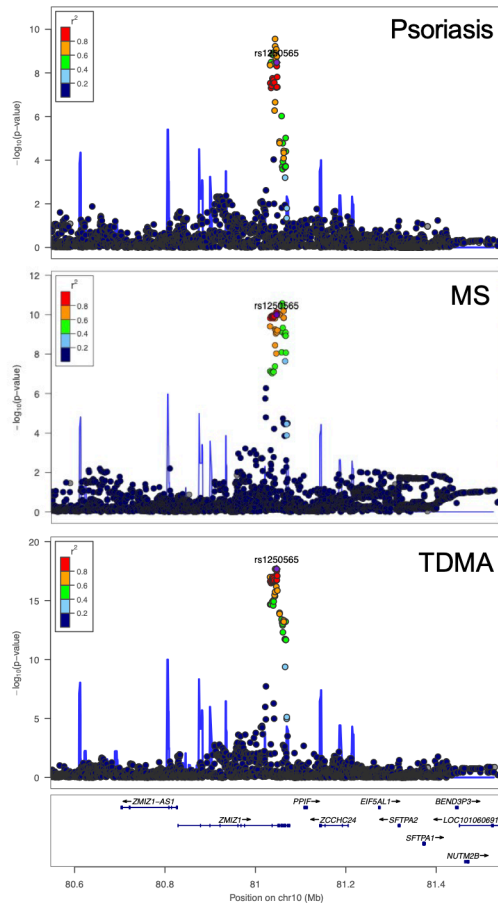 Psoriasis
r²
0.8
0.6
0.4
0.2
rs1250565
10
8
6
4
2
0
−log₁₀(p-value)
MS
r²
0.8
0.6
0.4
0.2
rs1250565
12
10
8
6
4
2
0
−log₁₀(p-value)
TDMA
r²
0.8
0.6
0.4
0.2
rs1250565
20
15
10
5
0
−log₁₀(p-value)
←ZMIZ1−AS1 PPIF→ EIF5AL1→ BEND3P3→
ZMIZ1→ ←ZCCHC24 ←SFTPA2 ←LOC101060691
SFTPA1→
NUTM2B→
80.6 80.8 81 81.2 81.4
Position on chr10 (Mb)